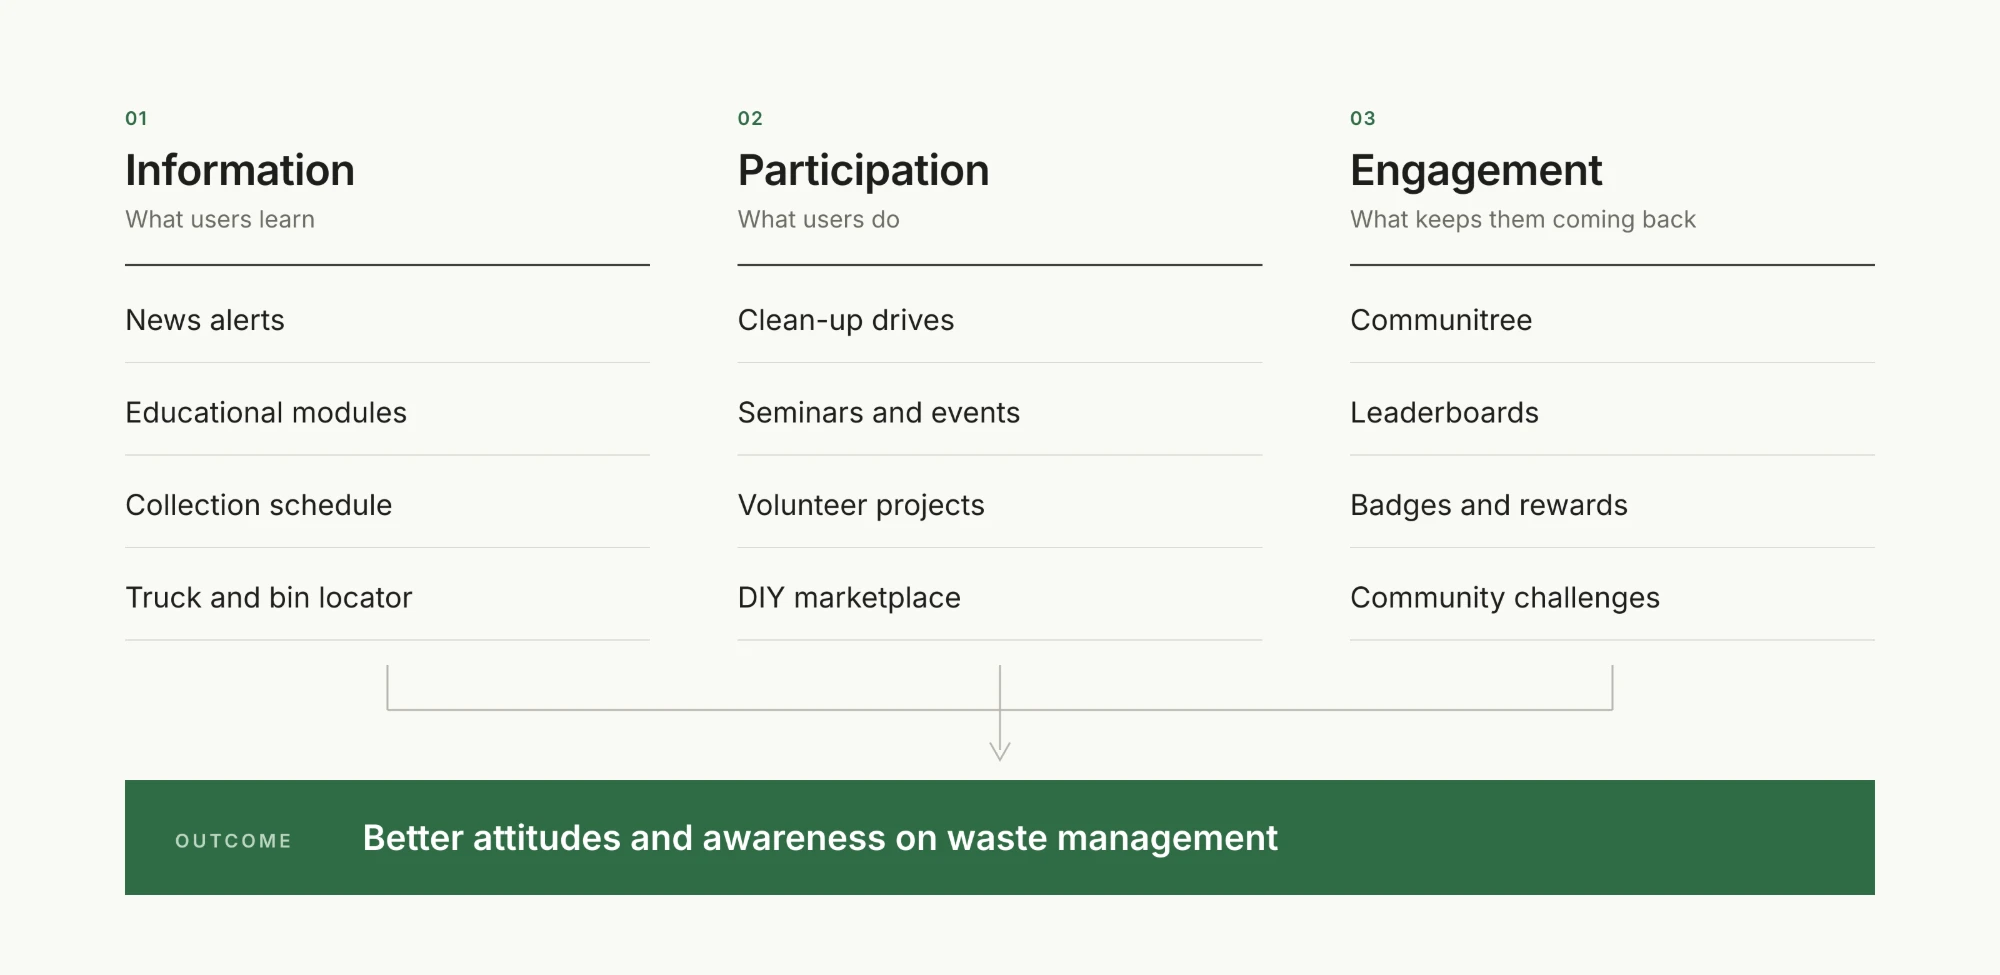 01
Information
What users learn
News alerts
Educational modules
Collection schedule
Truck and bin locator
02
Participation
What users do
Clean-up drives
Seminars and events
Volunteer projects
DIY marketplace
03
Engagement
What keeps them coming back
Communitree
Leaderboards
Badges and rewards
Community challenges
OUTCOME
Better attitudes and awareness on waste management